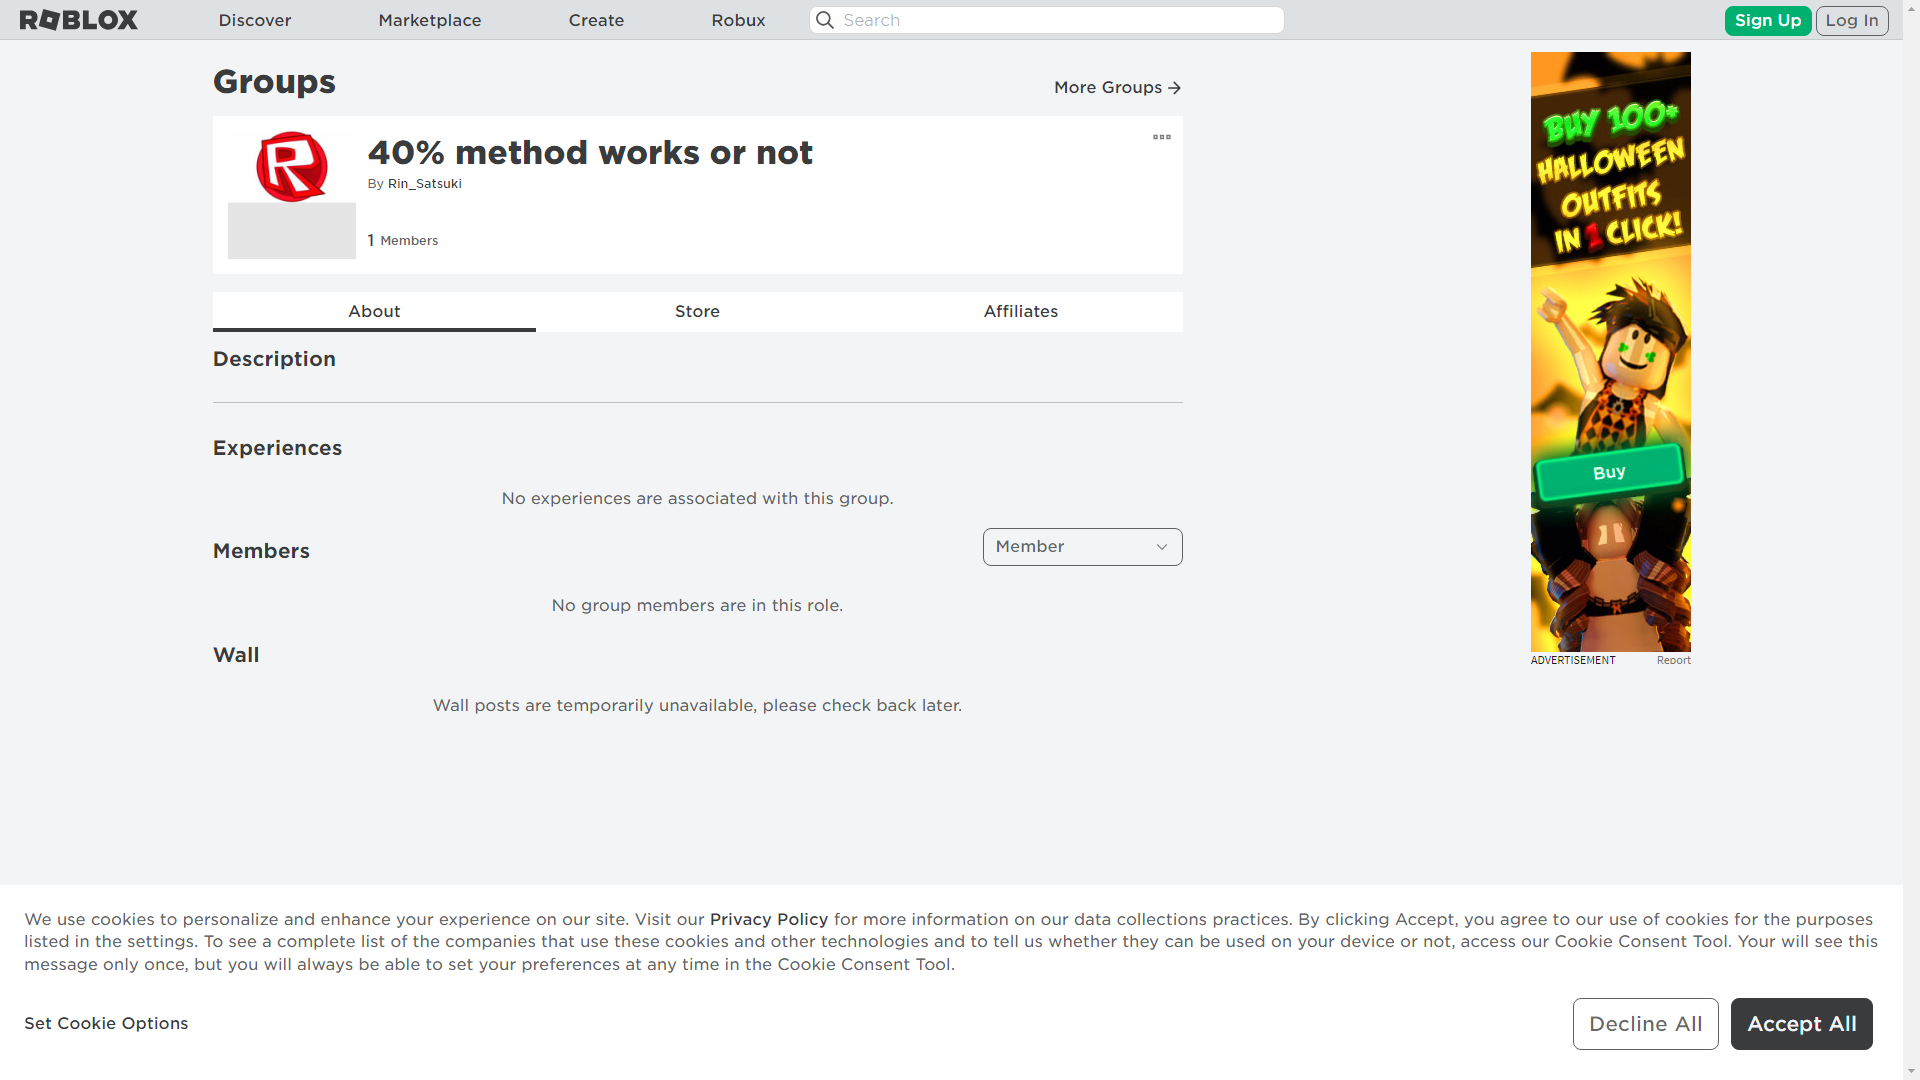 ROBLOX
Discover
Marketplace
Create
Robux
Search
Sign Up
Log In
Groups
More Groups
40% method works or not
By Rin_Satsuki
1 Members
About
Store
Affiliates
Description
Experiences
No experiences are associated with this group.
Members
Member
No group members are in this role.
Wall
Wall posts are temporarily unavailable, please check back later.
BUY 100+
HALLOWEEN
OUTFITS
IN 1 CLICK!
Buy
ADVERTISEMENT
Report
We use cookies to personalize and enhance your experience on our site. Visit our Privacy Policy for more information on our data collections practices. By clicking Accept, you agree to our use of cookies for the purposes
listed in the settings. To see a complete list of the companies that use these cookies and other technologies and to tell us whether they can be used on your device or not, access our Cookie Consent Tool. Your will see this
message only once, but you will always be able to set your preferences at any time in the Cookie Consent Tool.
Set Cookie Options
Decline All
Accept All